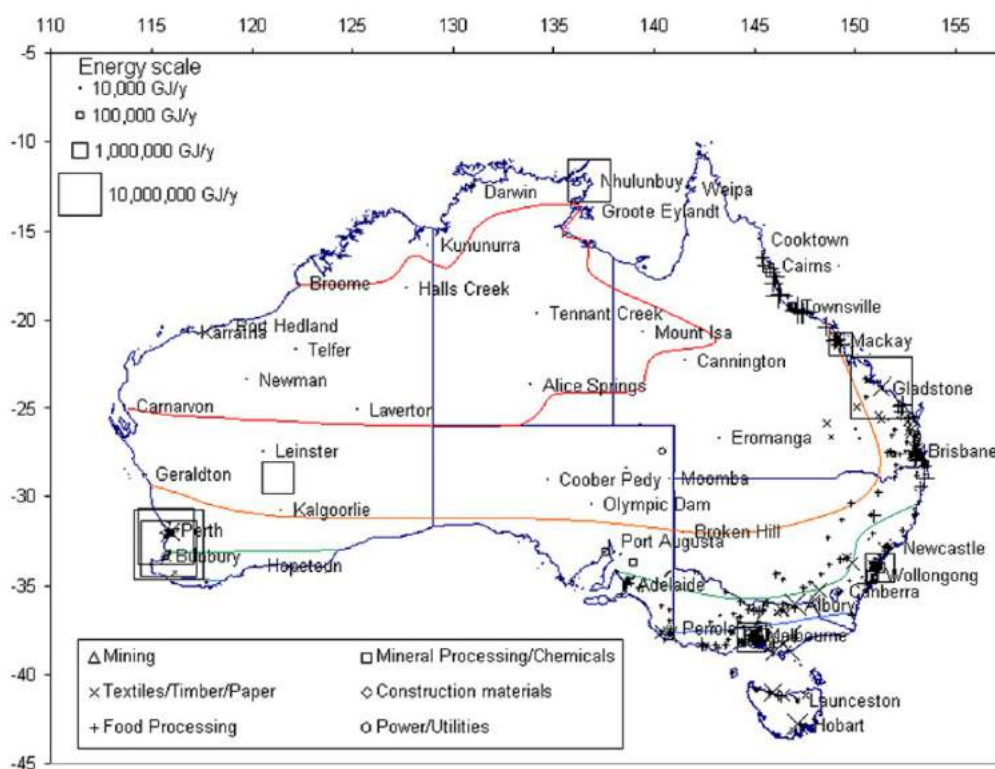 110 115 120 125 130 135 140 145 150 155
-5
Energy scale
10,000 GJ/y
100,000 GJ/y
-10
1,000,000 GJ/y
10,000,000 GJ/y
Nhulunbuy
Weipa
Darwin
Groote Eylandt
-15
Kununurra
Cooktown
Cairns
Broome
Halls Creek
Tennant Creek
Townsville
-20
Port Hedland
Karratha
Mount Isa
Mackay
Telfer
Cannington
Newman
Alice Springs
Gladstone
-25
Carnarvon
Laverton
Eromanga
Brisbane
Leinster
Geraldton
Coober Pedy
Moomba
-30
Kalgoorlie
Olympic Dam
Perth
Broken Hill
Port Augusta
Newcastle
Bunbury
Hopetoun
Wollongong
-35
Adelaide
Canberra
Albury
Penola
Melbourne
Mining
Mineral Processing/Chemicals
-40
Textiles/Timber/Paper
Construction materials
Launceston
Food Processing
Power/Utilities
Hobart
-45